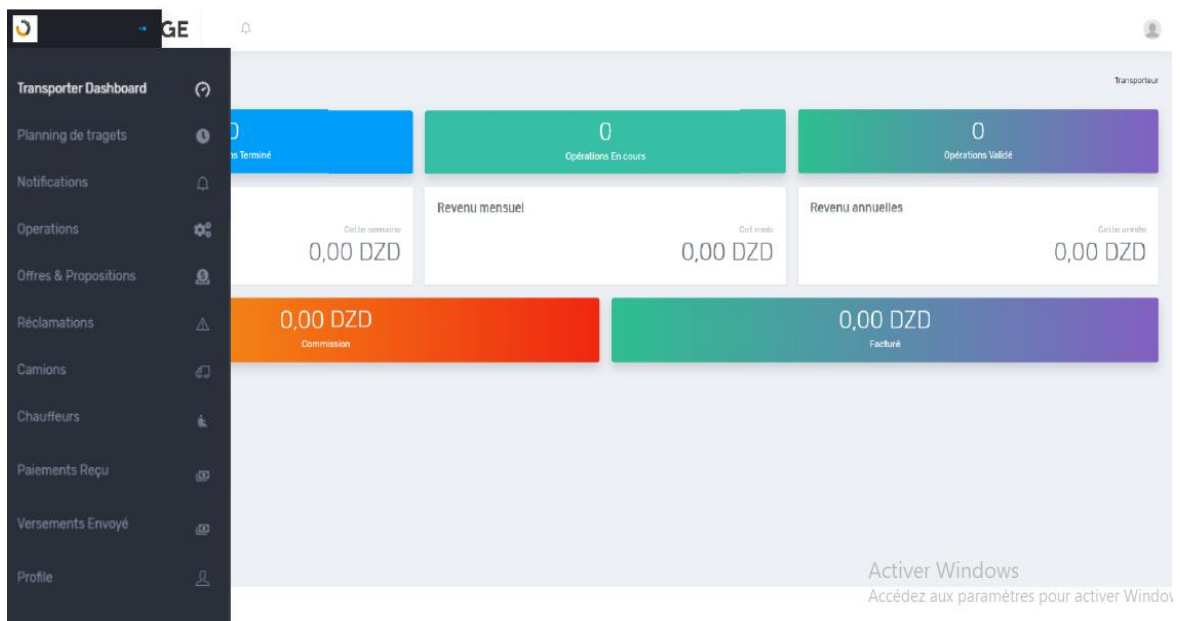 GE
Transporter Dashboard
Transporteur
Planning de tragets
Notifications
Operations
Offres & Propositions
Réclamations
Camions
Chauffeurs
Paiements Reçu
Versements Envoyé
Profile
Terminé
0
Opérations En cours
0
Opérations Validé
Cette semaine
0,00 DZD
Revenu mensuel
Cet mois
0,00 DZD
Revenu annuelles
Cette année
0,00 DZD
0,00 DZD
Commission
0,00 DZD
Facturé
Activer Windows
Accédez aux paramètres pour activer Window